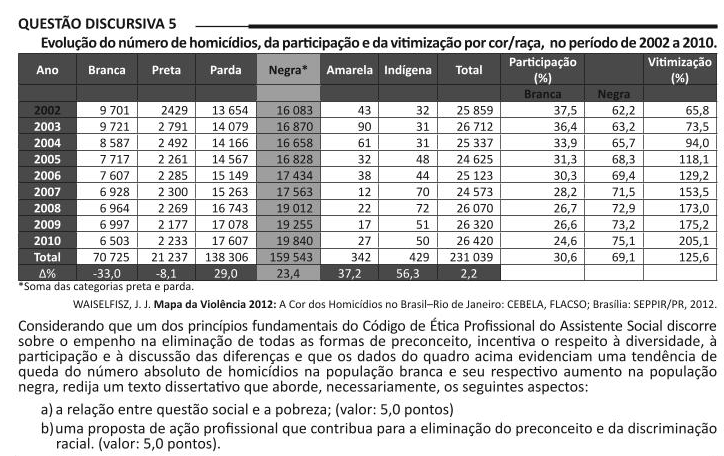 QUESTÃO DISCURSIVA 5
Evolução do número de homicídios, da participação e da vitimização por cor/raça, no período de 2002 a 2010.
Ano Branca Preta Parda Negra* Amarela Indígena Total Participação (%) Vitimização (%)
Branca Negra
2002 9 701 2429 13 654 16 083 43 32 25 859 37,5 62,2 65,8
2003 9 721 2 791 14 079 16 870 90 31 26 712 36,4 63,2 73,5
2004 8 587 2 492 14 166 16 658 61 31 25 337 33,9 65,7 94,0
2005 7 717 2 261 14 567 16 828 32 48 24 625 31,3 68,3 118,1
2006 7 607 2 285 15 149 17 434 38 44 25 123 30,3 69,4 129,2
2007 6 928 2 300 15 263 17 563 12 70 24 573 28,2 71,5 153,5
2008 6 964 2 269 16 743 19 012 22 72 26 070 26,7 72,9 173,0
2009 6 997 2 177 17 078 19 255 17 51 26 320 26,6 73,2 175,2
2010 6 503 2 233 17 607 19 840 27 50 26 420 24,6 75,1 205,1
Total 70 725 21 237 138 306 159 543 342 429 231 039 30,6 69,1 125,6
Δ% -33,0 -8,1 29,0 23,4 37,2 56,3 2,2
*Soma das categorias preta e parda.
WAISELFISZ, J. J. Mapa da Violência 2012: A Cor dos Homicídios no Brasil–Rio de Janeiro: CEBELA, FLACSO; Brasília: SEPPIR/PR, 2012.
Considerando que um dos princípios fundamentais do Código de Ética Profissional do Assistente Social discorre
sobre o empenho na eliminação de todas as formas de preconceito, incentiva o respeito à diversidade, à
participação e à discussão das diferenças e que os dados do quadro acima evidenciam uma tendência de
queda do número absoluto de homicídios na população branca e seu respectivo aumento na população
negra, redija um texto dissertativo que aborde, necessariamente, os seguintes aspectos:
a) a relação entre questão social e a pobreza; (valor: 5,0 pontos)
b) uma proposta de ação profissional que contribua para a eliminação do preconceito e da discriminação
racial. (valor: 5,0 pontos).